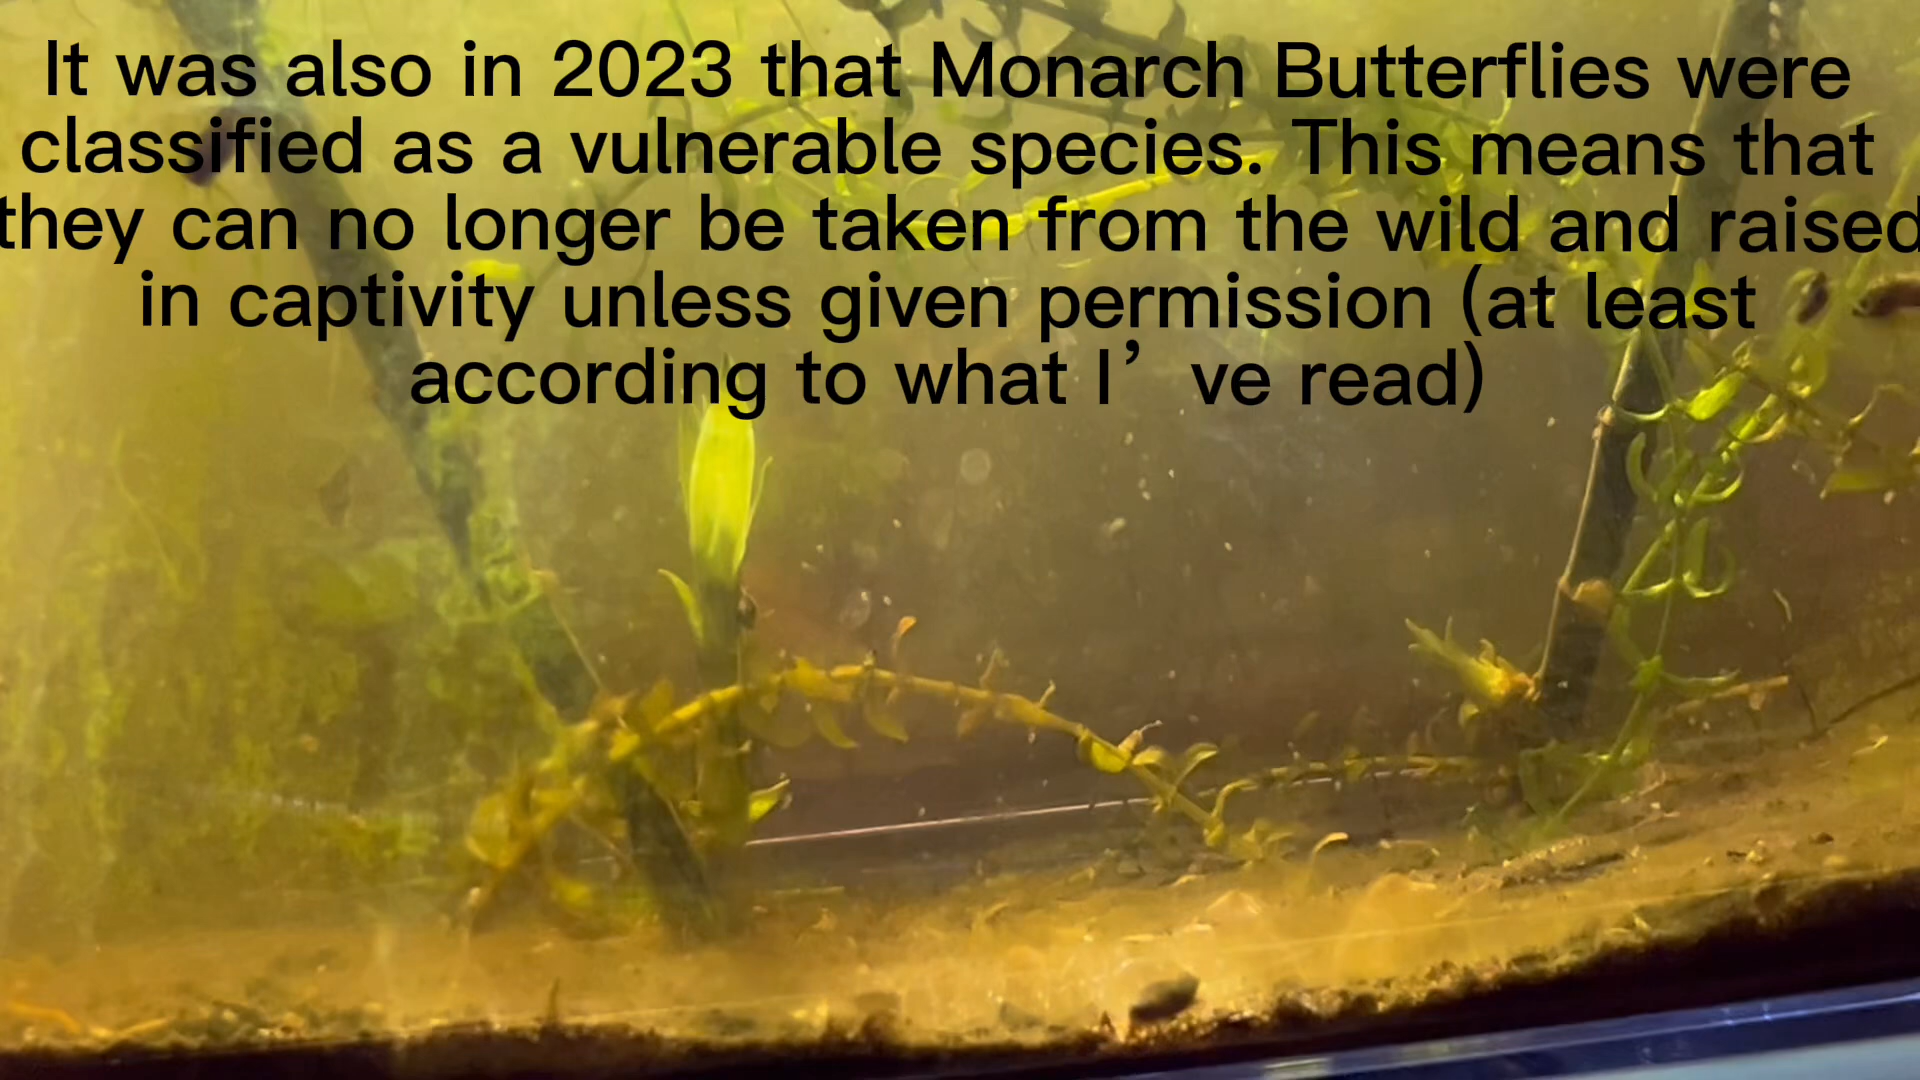 It was also in 2023 that Monarch Butterflies were
classified as a vulnerable species. This means that
they can no longer be taken from the wild and raised
in captivity unless given permission (at least
according to what I’ve read)